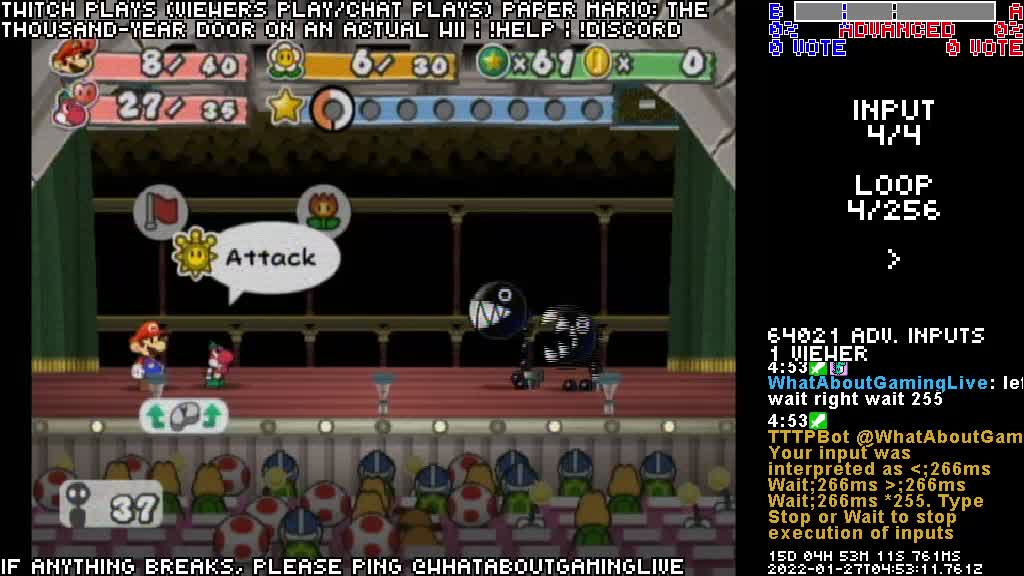 TWITCH PLAYS (VIEWERS PLAY/CHAT PLAYS) PAPER MARIO: THE
THOUSAND-YEAR DOOR ON AN ACTUAL WII | !HELP | !DISCORD
B A
0% ADVANCED 0%
0 VOTE 0 VOTE
8/ 40 6/ 30 ×61 × 0
27/ 35
INPUT
4/4
LOOP
4/256
>
Attack
37
64021 ADV. INPUTS
1 VIEWER
4:53
WhatAboutGamingLive: lef
wait right wait 255
4:53
TTTPBot @WhatAboutGam
Your input was
interpreted as <;266ms
Wait;266ms >;266ms
Wait;266ms *255. Type
Stop or Wait to stop
execution of inputs
15D 04H 53M 11S 761MS
2022-01-27T04:53:11.761Z
IF ANYTHING BREAKS, PLEASE PING @WHATABOUTGAMINGLIVE